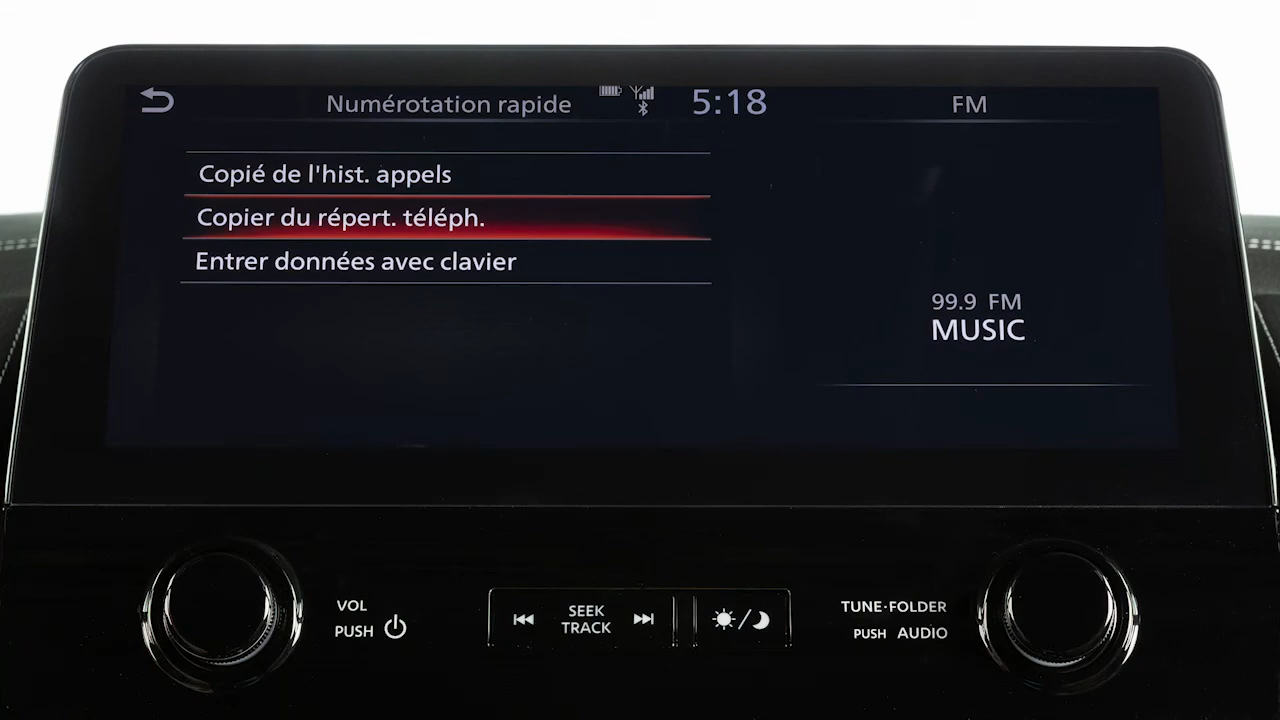 Numérotation rapide
5:18
FM
Copié de l'hist. appels
Copier du répert. téléph.
Entrer données avec clavier
99.9 FM
MUSIC
VOL
PUSH
SEEK
TRACK
TUNE·FOLDER
PUSH AUDIO